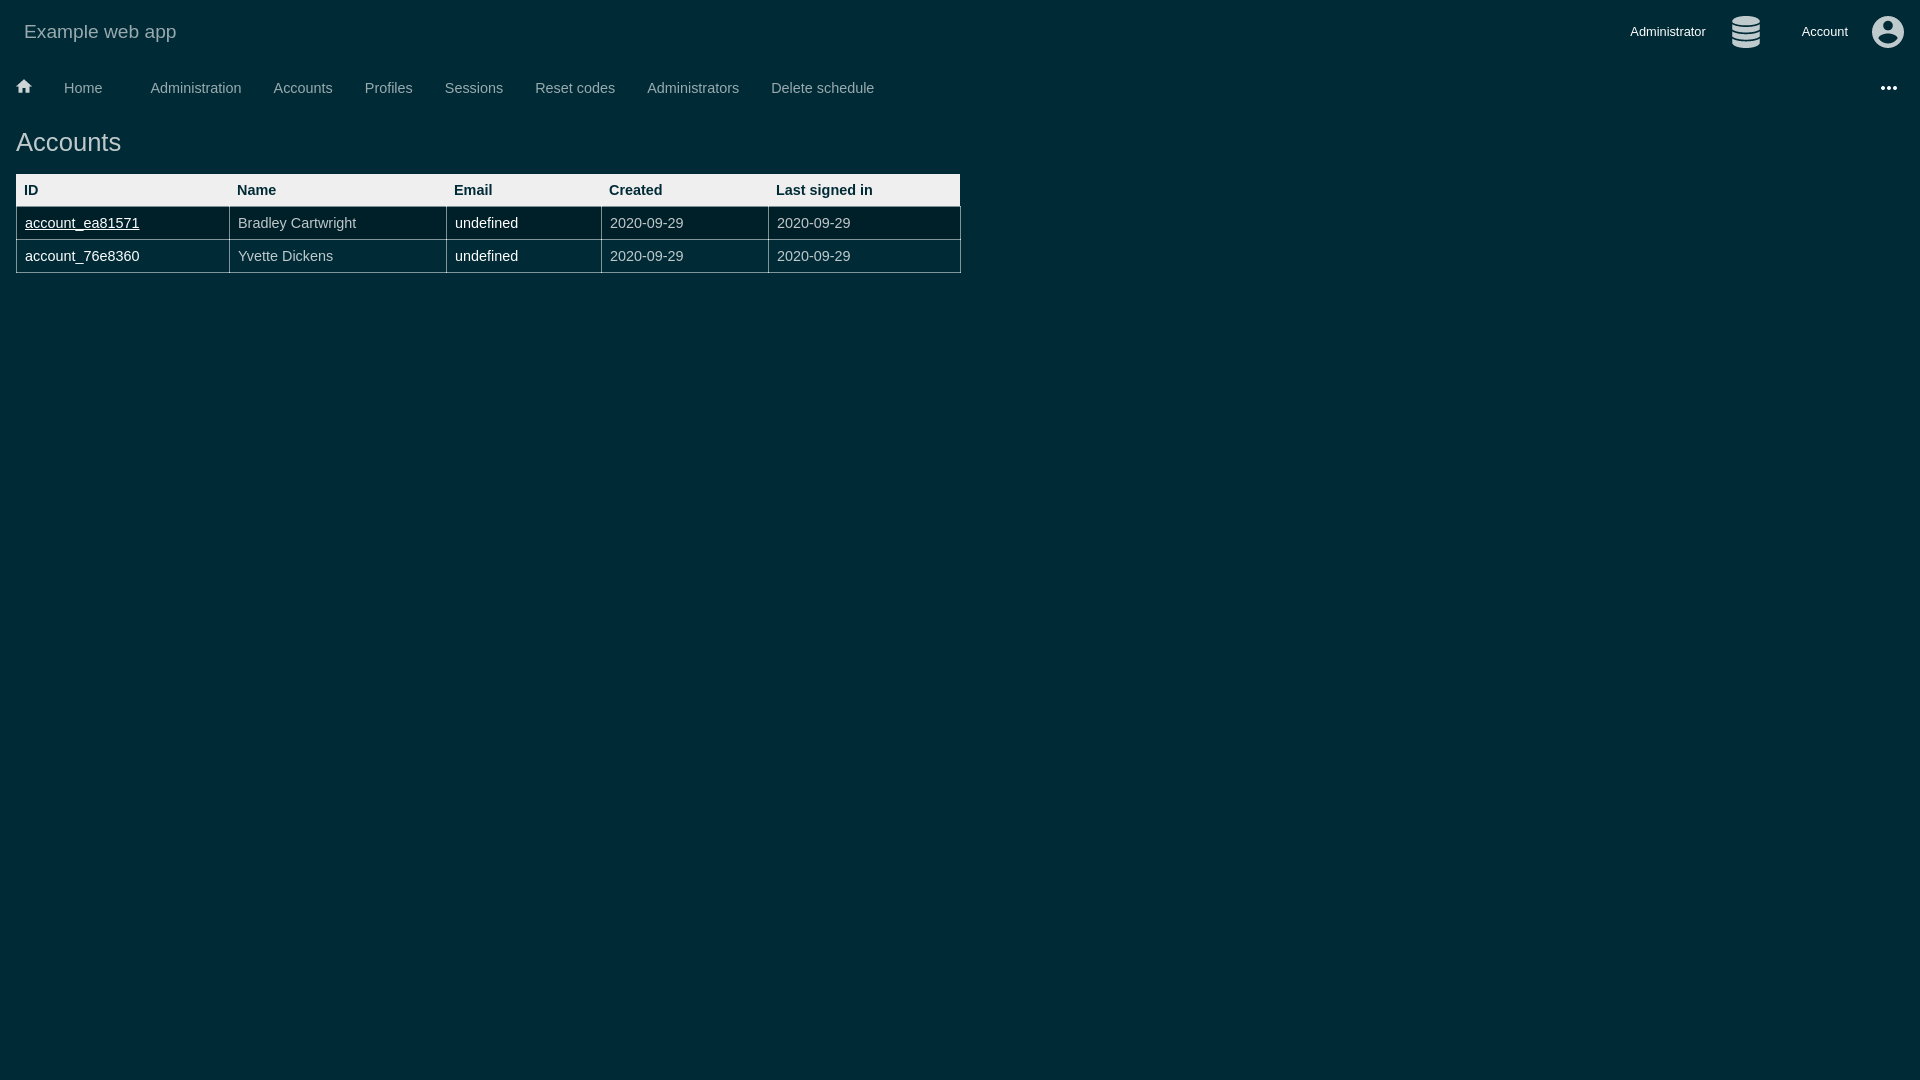 Example web app
Administrator Account
Home Administration Accounts Profiles Sessions Reset codes Administrators Delete schedule
Accounts
ID Name Email Created Last signed in
account_ea81571 Bradley Cartwright undefined 2020-09-29 2020-09-29
account_76e8360 Yvette Dickens undefined 2020-09-29 2020-09-29